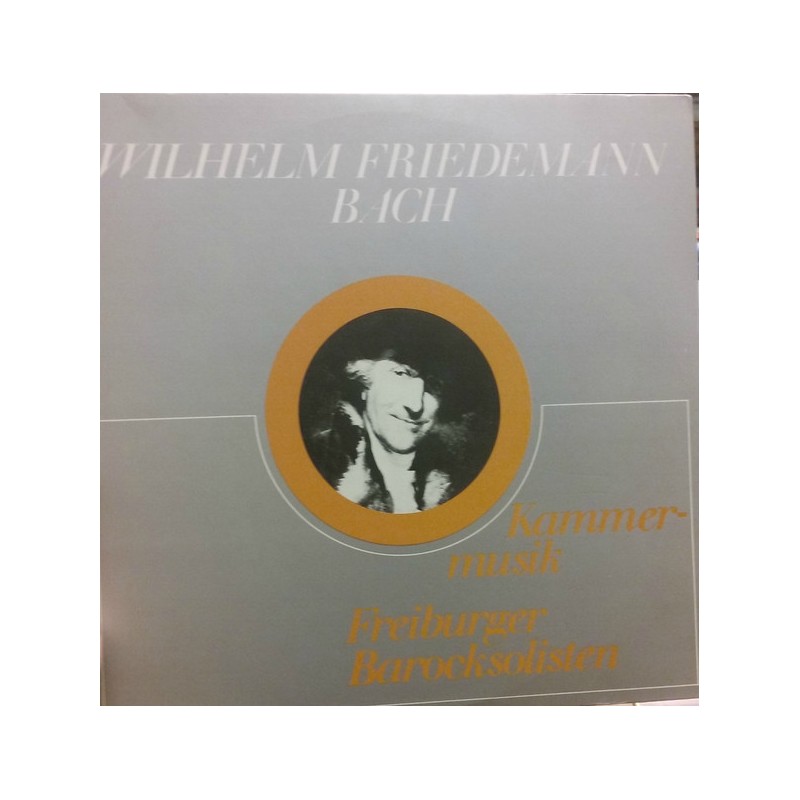 WILHELM FRIEDEMANN
BACH
Kammer-
musik
Freiburger
Barocksolisten